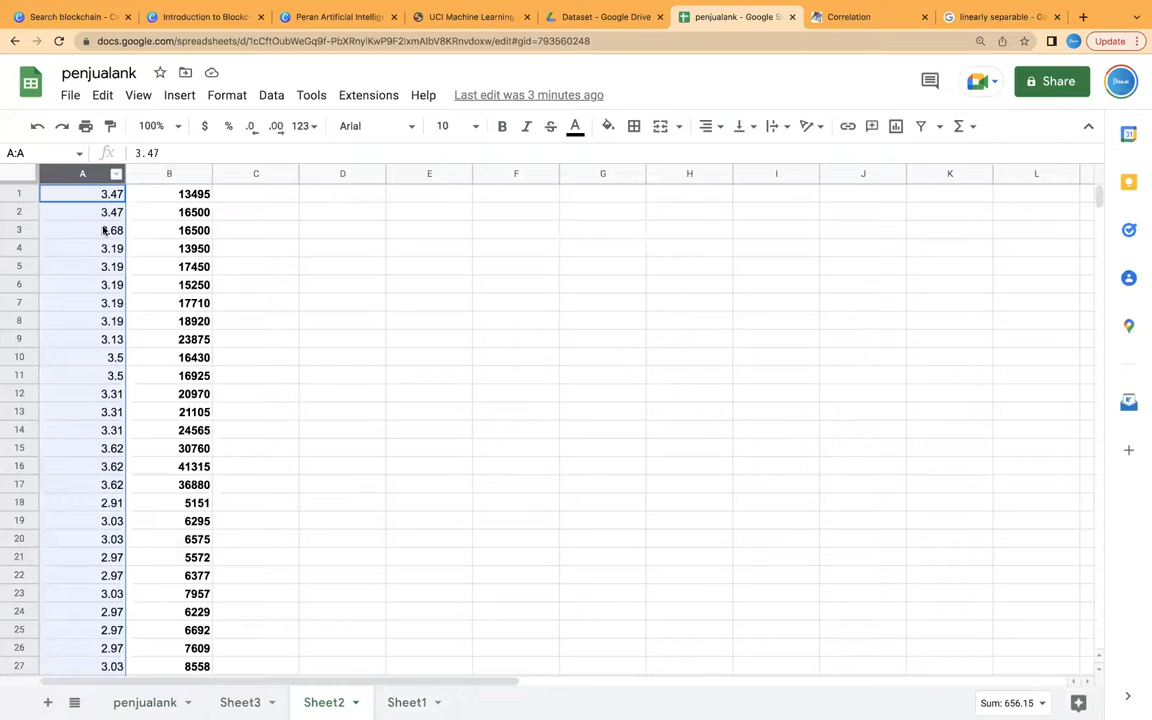 Search blockchain - Ca
Introduction to Blockc
Peran Artificial Intellig
UCI Machine Learning
Dataset - Google Drive
penjualank - Google S
Correlation
linearly separable - Go
docs.google.com/spreadsheets/d/
/edit#gid=793560248
Update
penjualank
File Edit View Insert Format Data Tools Extensions Help Last edit was 3 minutes ago
Share
100% $ % .0 .00 123 Arial 10 B I S A Σ
A:A fx 3.47
A B C D E F G H I J K L
1 3.47 13495
2 3.47 16500
3 .68 16500
4 3.19 13950
5 3.19 17450
6 3.19 15250
7 3.19 17710
8 3.19 18920
9 3.13 23875
10 3.5 16430
11 3.5 16925
12 3.31 20970
13 3.31 21105
14 3.31 24565
15 3.62 30760
16 3.62 41315
17 3.62 36880
18 2.91 5151
19 3.03 6295
20 3.03 6575
21 2.97 5572
22 2.97 6377
23 3.03 7957
24 2.97 6229
25 2.97 6692
26 2.97 7609
27 3.03 8558
penjualank Sheet3 Sheet2 Sheet1 Sum: 656.15